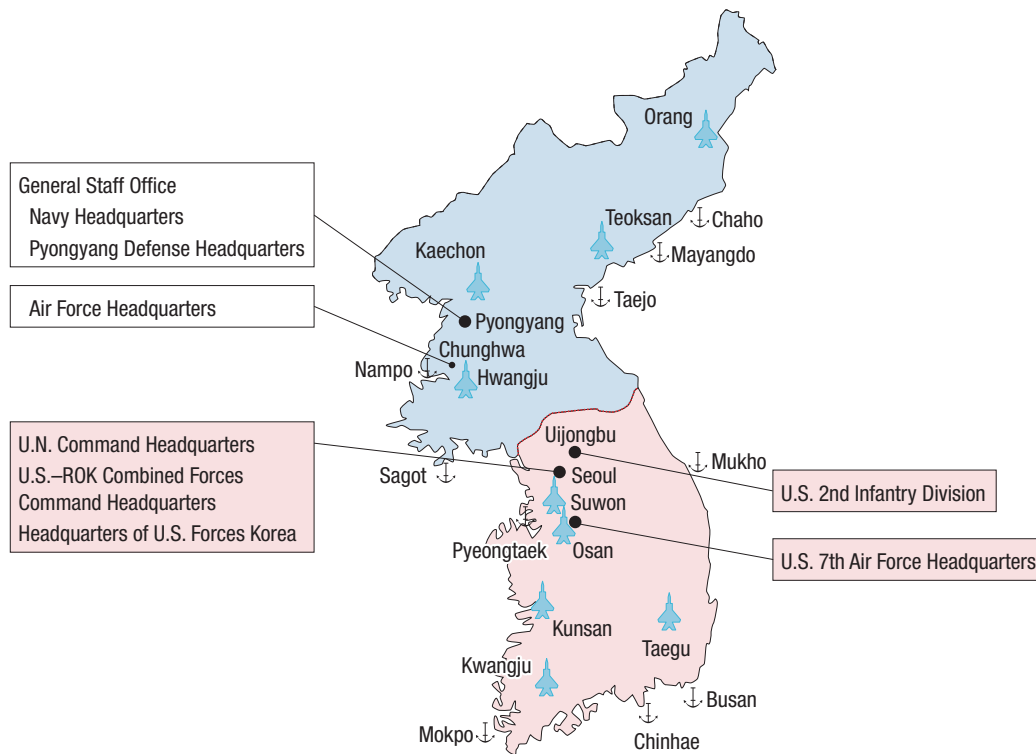 Orang
General Staff Office
Navy Headquarters
Pyongyang Defense Headquarters
Teoksan
Chaho
Kaechon
Mayangdo
Air Force Headquarters
Taejo
Pyongyang
Chunghwa
Nampo
Hwangju
U.N. Command Headquarters
U.S.–ROK Combined Forces
Command Headquarters
Headquarters of U.S. Forces Korea
Uijongbu
Sagot
Seoul
Mukho
U.S. 2nd Infantry Division
Suwon
Pyeongtaek
Osan
U.S. 7th Air Force Headquarters
Kunsan
Taegu
Kwangju
Busan
Mokpo
Chinhae